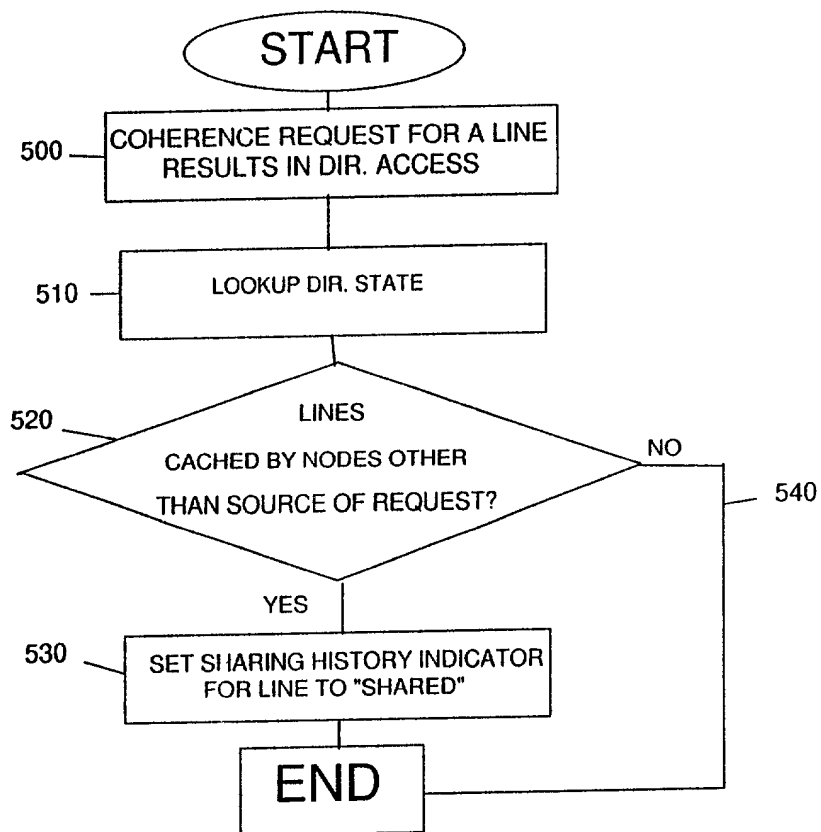 START
500
COHERENCE REQUEST FOR A LINE
RESULTS IN DIR. ACCESS
510
LOOKUP DIR. STATE
520
LINES
CACHED BY NODES OTHER
THAN SOURCE OF REQUEST?
NO
540
YES
530
SET SHARING HISTORY INDICATOR
FOR LINE TO "SHARED"
END